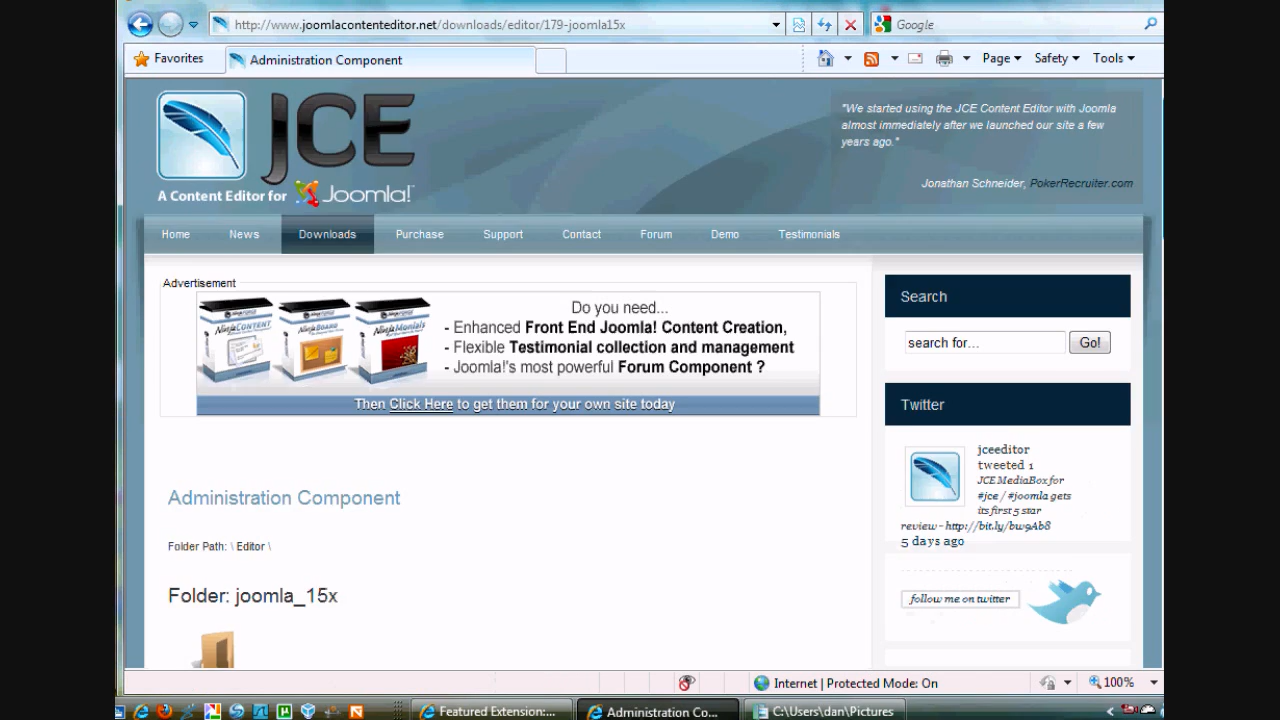 http://www.joomlacontenteditor.net/downloads/editor/179-joomla15x
Google
Favorites
Administration Component
Page
Safety
Tools
JCE
A Content Editor for Joomla!
"We started using the JCE Content Editor with Joomla
almost immediately after we launched our site a few
years ago."
Jonathan Schneider, PokerRecruiter.com
Home
News
Downloads
Purchase
Support
Contact
Forum
Demo
Testimonials
Advertisement
NinjaCONTENT
NinjaBOARD
NinjaMonials
Do you need...
- Enhanced Front End Joomla! Content Creation,
- Flexible Testimonial collection and management
- Joomla!'s most powerful Forum Component ?
Then Click Here to get them for your own site today
Search
search for...
Go!
Twitter
jceeditor
tweeted 1
JCE MediaBox for
#jce / #joomla gets
its first 5 star
review - http://bit.ly/bw9Ab8
5 days ago
follow me on twitter
Administration Component
Folder Path: \ Editor \
Folder: joomla_15x
Internet | Protected Mode: On
100%
Featured Extension:...
Administration Co...
C:\Users\dan\Pictures